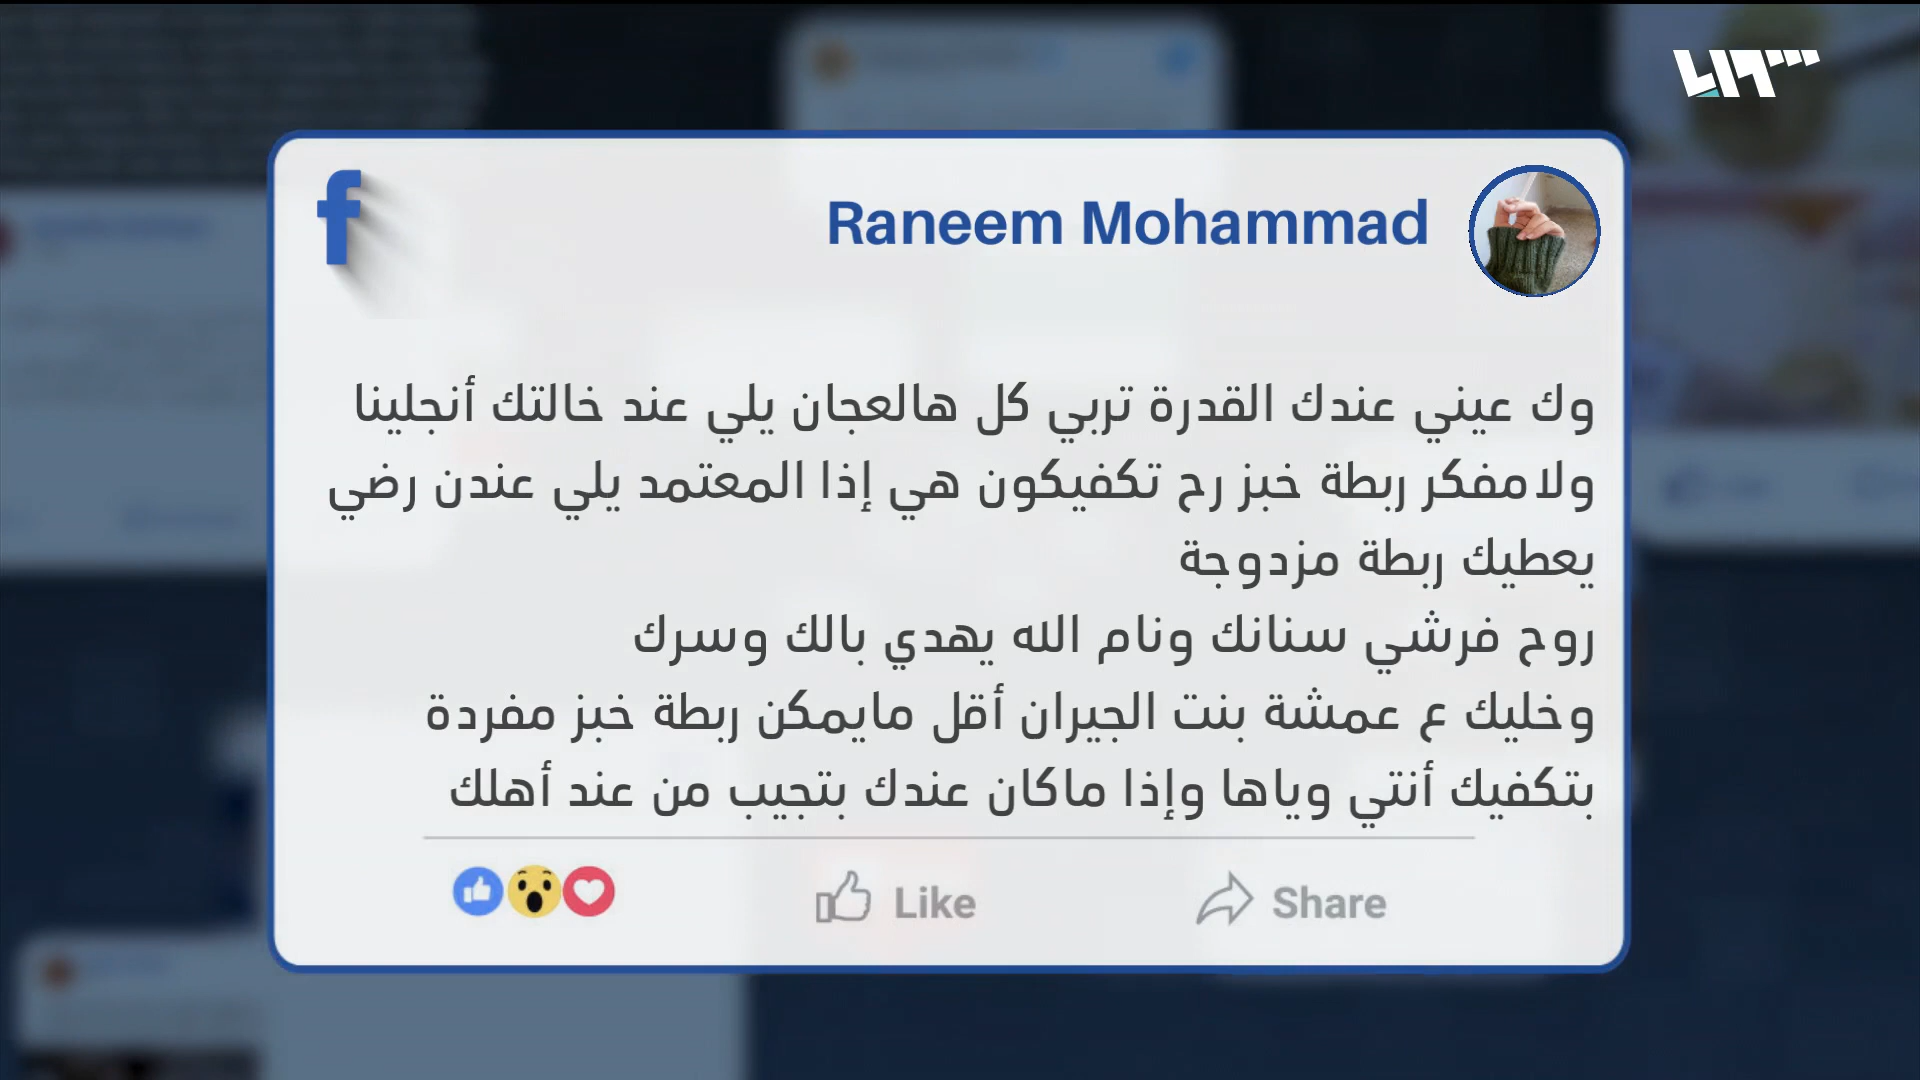 Raneem Mohammad
وك عيني عندك القدرة تربي كل هالعجان يلي عند خالتك أنجلينا
ولامفكر ربطة خبز رح تكفيكون هي إذا المعتمد يلي عندن رضي
يعطيك ربطة مزدوجة
روح فرشي سنانك ونام الله يهدي بالك وسرك
وخليك ع عمشة بنت الجيران أقل مايمكن ربطة خبز مفردة
بتكفيك أنتي وياها وإذا ماكان عندك بتجيب من عند أهلك
Like
Share